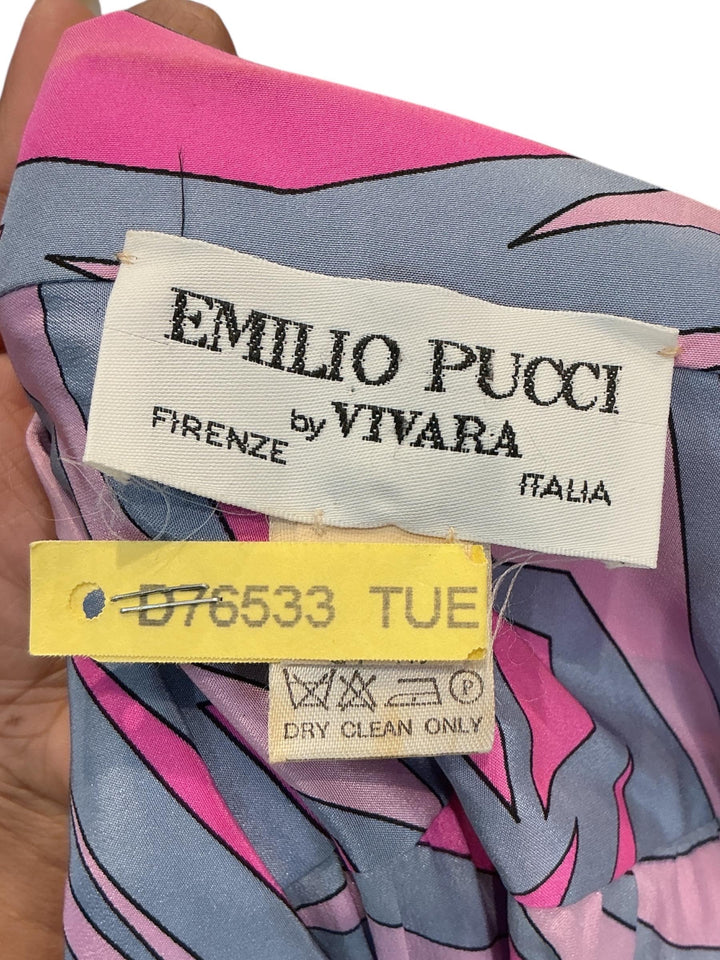 EMILIO PUCCI
by VIVARA
FIRENZE
ITALIA
D76533 TUE
P
DRY CLEAN ONLY